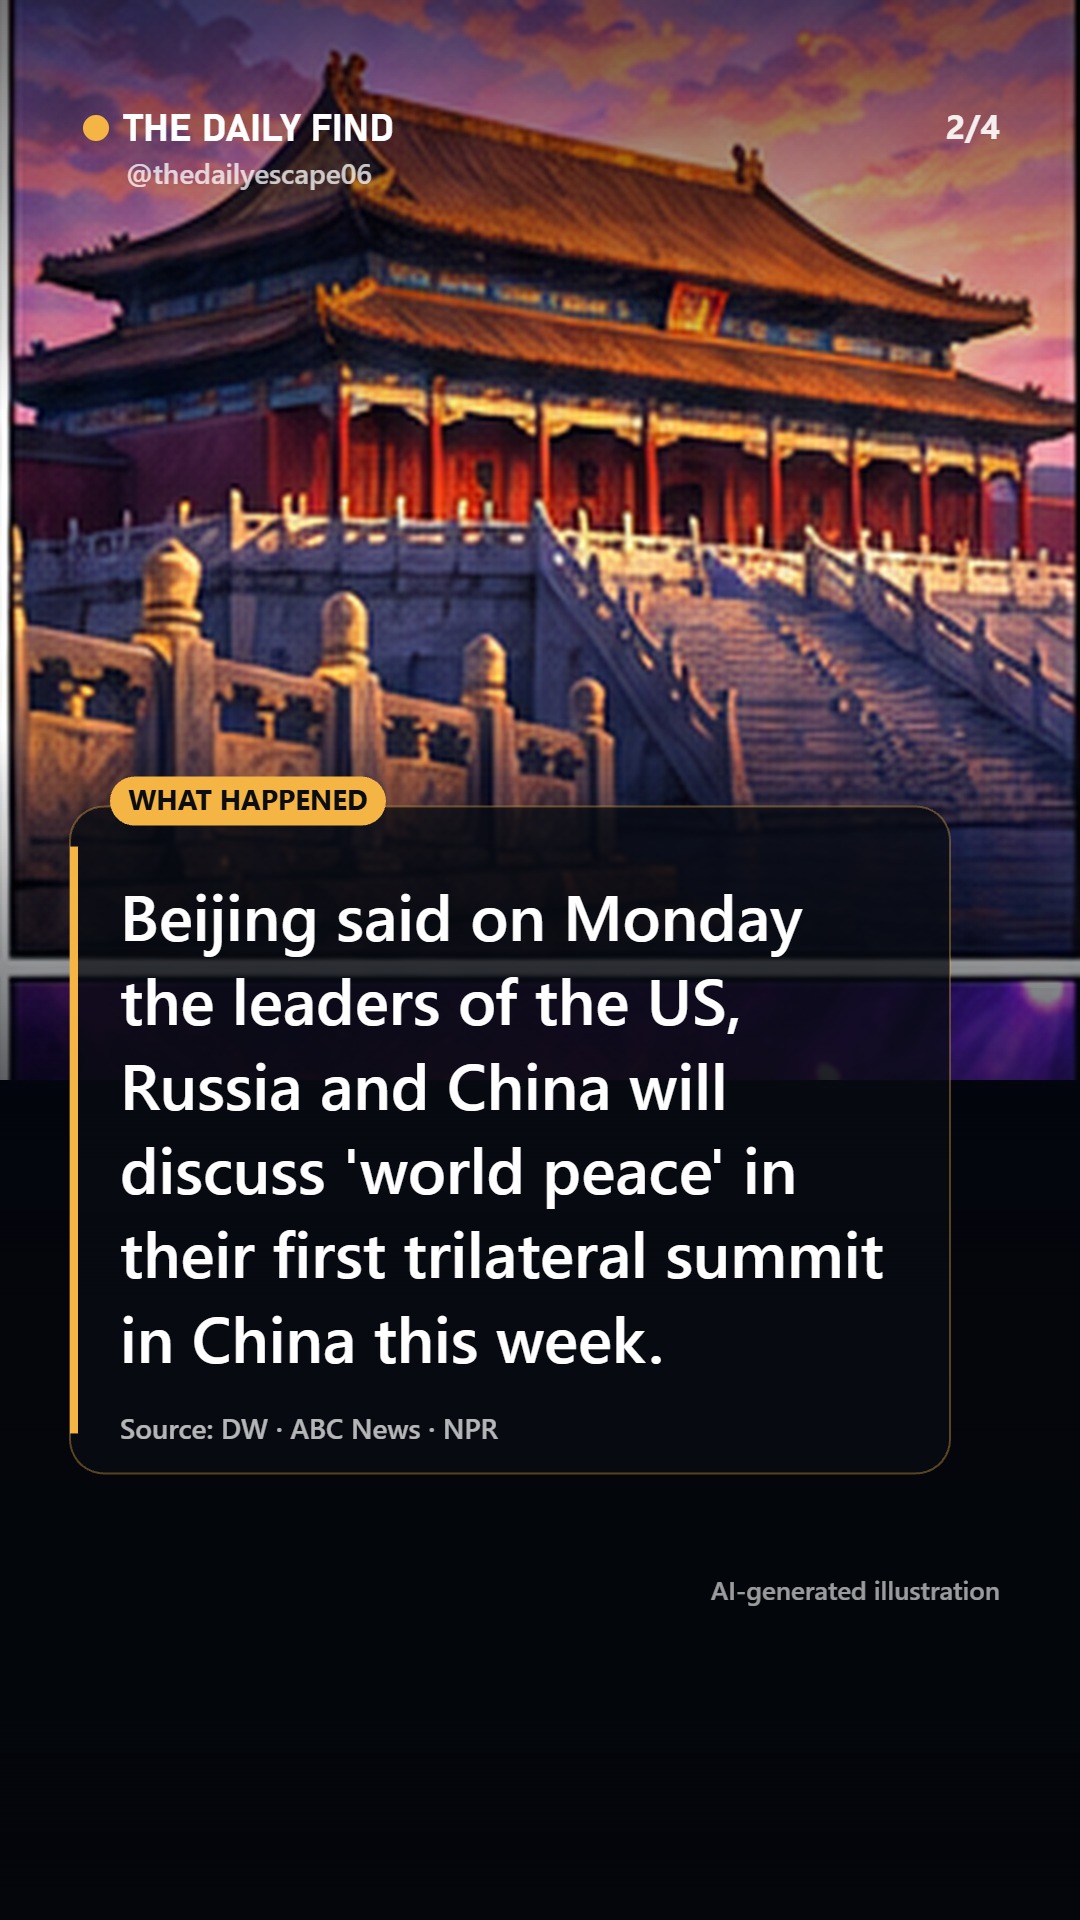 THE DAILY FIND
2/4
@thedailyescape06
WHAT HAPPENED
Beijing said on Monday
the leaders of the US,
Russia and China will
discuss 'world peace' in
their first trilateral summit
in China this week.
Source: DW · ABC News · NPR
AI-generated illustration